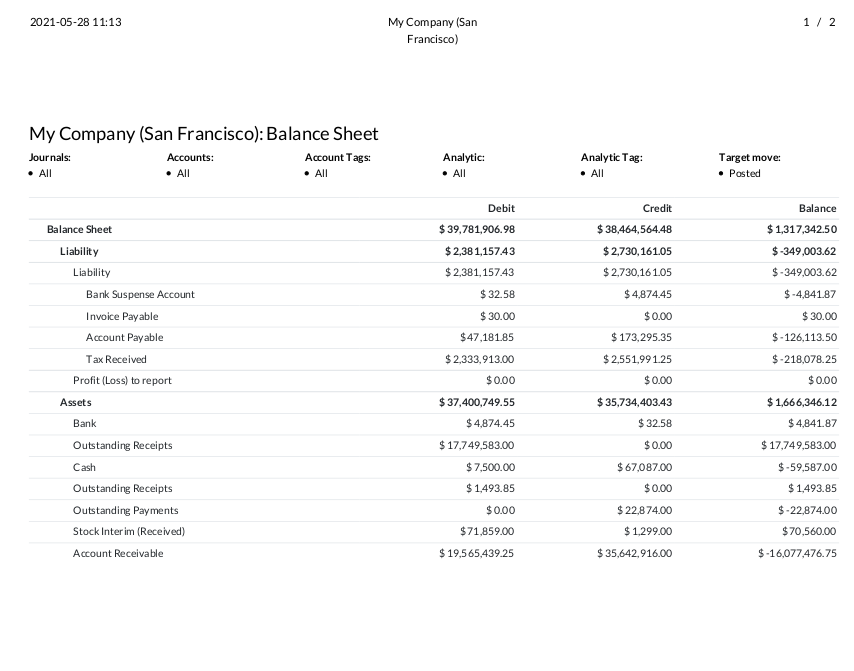 2021-05-28 11:13 My Company (San Francisco) 1 / 2
My Company (San Francisco): Balance Sheet
Journals: Accounts: Account Tags: Analytic: Analytic Tag: Target move:
• All • All • All • All • All • Posted
Debit Credit Balance
Balance Sheet $ 39,781,906.98 $ 38,464,564.48 $ 1,317,342.50
Liability $ 2,381,157.43 $ 2,730,161.05 $ -349,003.62
Liability $ 2,381,157.43 $ 2,730,161.05 $ -349,003.62
Bank Suspense Account $ 32.58 $ 4,874.45 $ -4,841.87
Invoice Payable $ 30.00 $ 0.00 $ 30.00
Account Payable $ 47,181.85 $ 173,295.35 $ -126,113.50
Tax Received $ 2,333,913.00 $ 2,551,991.25 $ -218,078.25
Profit (Loss) to report $ 0.00 $ 0.00 $ 0.00
Assets $ 37,400,749.55 $ 35,734,403.43 $ 1,666,346.12
Bank $ 4,874.45 $ 32.58 $ 4,841.87
Outstanding Receipts $ 17,749,583.00 $ 0.00 $ 17,749,583.00
Cash $ 7,500.00 $ 67,087.00 $ -59,587.00
Outstanding Receipts $ 1,493.85 $ 0.00 $ 1,493.85
Outstanding Payments $ 0.00 $ 22,874.00 $ -22,874.00
Stock Interim (Received) $ 71,859.00 $ 1,299.00 $ 70,560.00
Account Receivable $ 19,565,439.25 $ 35,642,916.00 $ -16,077,476.75